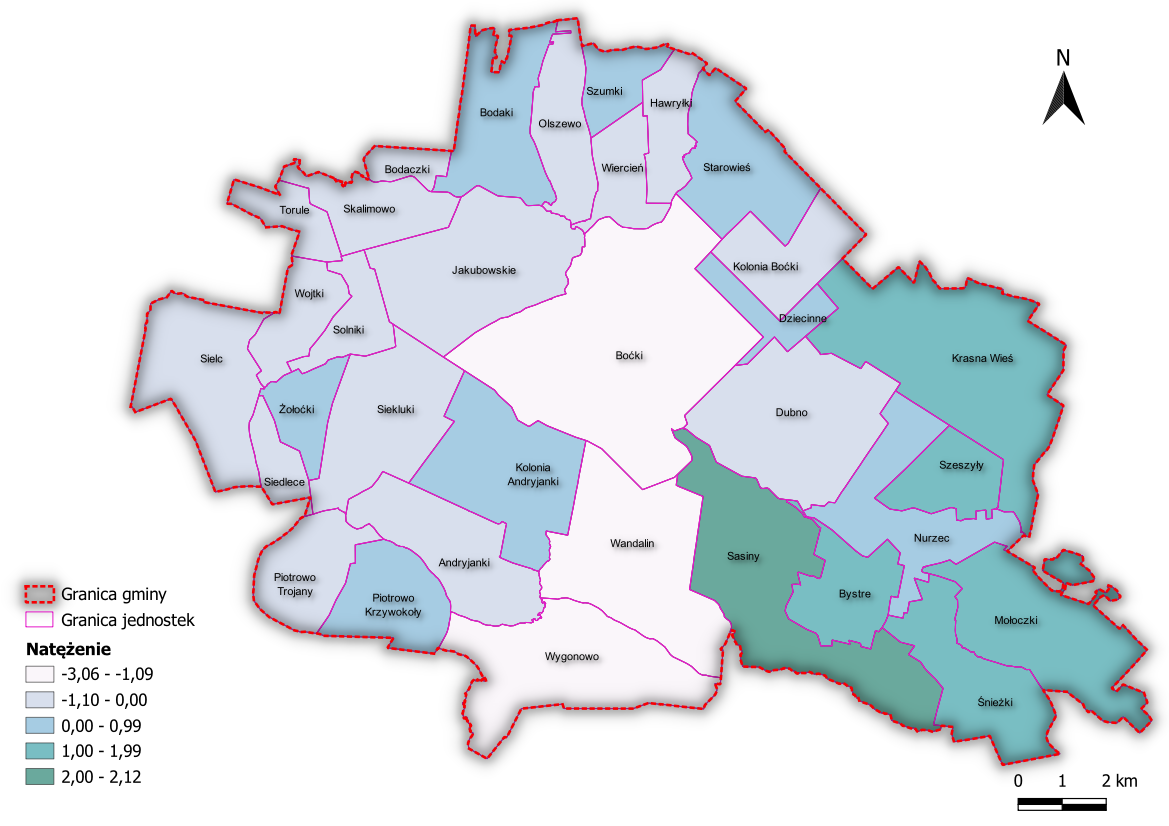 N
Szumki
Hawryłki
Bodaki
Olszewo
Bodaczki
Wiercień
Starowieś
Torule
Skalimowo
Jakubowskie
Kolonia Boćki
Wojtki
Dziecinne
Solniki
Sielc
Boćki
Krasna Wieś
Żołoćki
Siekluki
Dubno
Kolonia
Andryjanki
Szeszyły
Siedlece
Wandalin
Nurzec
Sasiny
Andryjanki
Piotrowo
Trojany
Bystre
Piotrowo
Krzywokoły
Mołoczki
Wygonowo
Śnieżki
Granica gminy
Granica jednostek
Natężenie
-3,06 - -1,09
-1,10 - 0,00
0,00 - 0,99
1,00 - 1,99
2,00 - 2,12
0 1 2 km